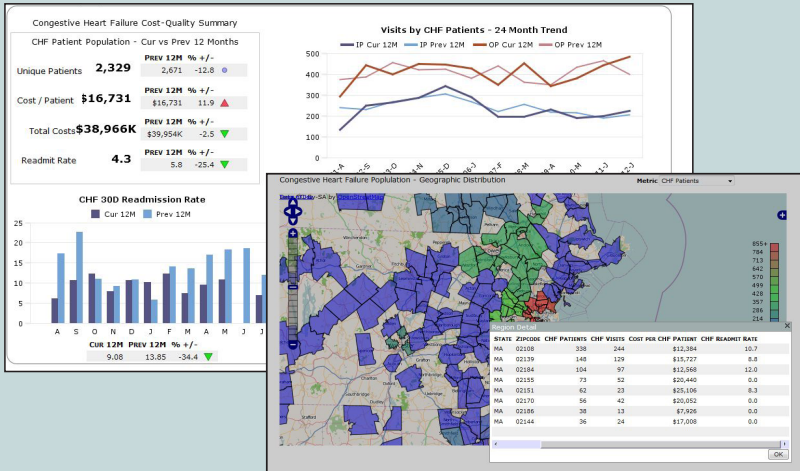 Congestive Heart Failure Cost-Quality Summary
CHF Patient Population - Cur vs Prev 12 Months
PREV 12M % +/-
Unique Patients 2,329 2,671 -12.8
PREV 12M % +/-
Cost / Patient $16,731 $16,731 11.9
PREV 12M % +/-
Total Costs $38,966K $39,954K -2.5
PREV 12M % +/-
Readmit Rate 4.3 5.8 -25.4
Visits by CHF Patients - 24 Month Trend
IP Cur 12M IP Prev 12M OP Cur 12M OP Prev 12M
500
400
300
200
100
0
CHF 30D Readmission Rate
Cur 12M Prev 12M
25
20
15
10
5
0
A S O N D J F M A M J J
CUR 12M PREV 12M % +/-
9.08 13.85 -34.4
Congestive Heart Failure Poplulation - Geographic Distribution
Metric CHF Patients
by-SA by OpenStreetMap
855+
784
713
642
570
499
428
357
286
214
Region Detail
STATE ZIPCODE CHF PATIENTS CHF VISITS COST PER CHF PATIENT CHF READMIT RATE
MA 02108 338 244 $12,384 10.7
MA 02139 148 129 $15,727 8.8
MA 02184 104 97 $12,568 12.0
MA 02155 73 52 $20,440 0.0
MA 02151 62 23 $25,106 8.3
MA 02170 56 42 $20,052 0.0
MA 02186 38 13 $7,926 0.0
MA 02144 36 24 $17,008 0.0
OK